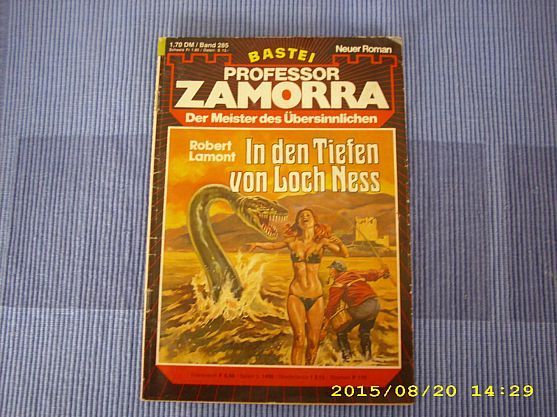 1,70 DM / Band 285
BASTEI
Neuer Roman
PROFESSOR
ZAMORRA
Der Meister des Übersinnlichen
Robert
Lamont
In den Tiefen
von Loch Ness
2015/08/20 14:29